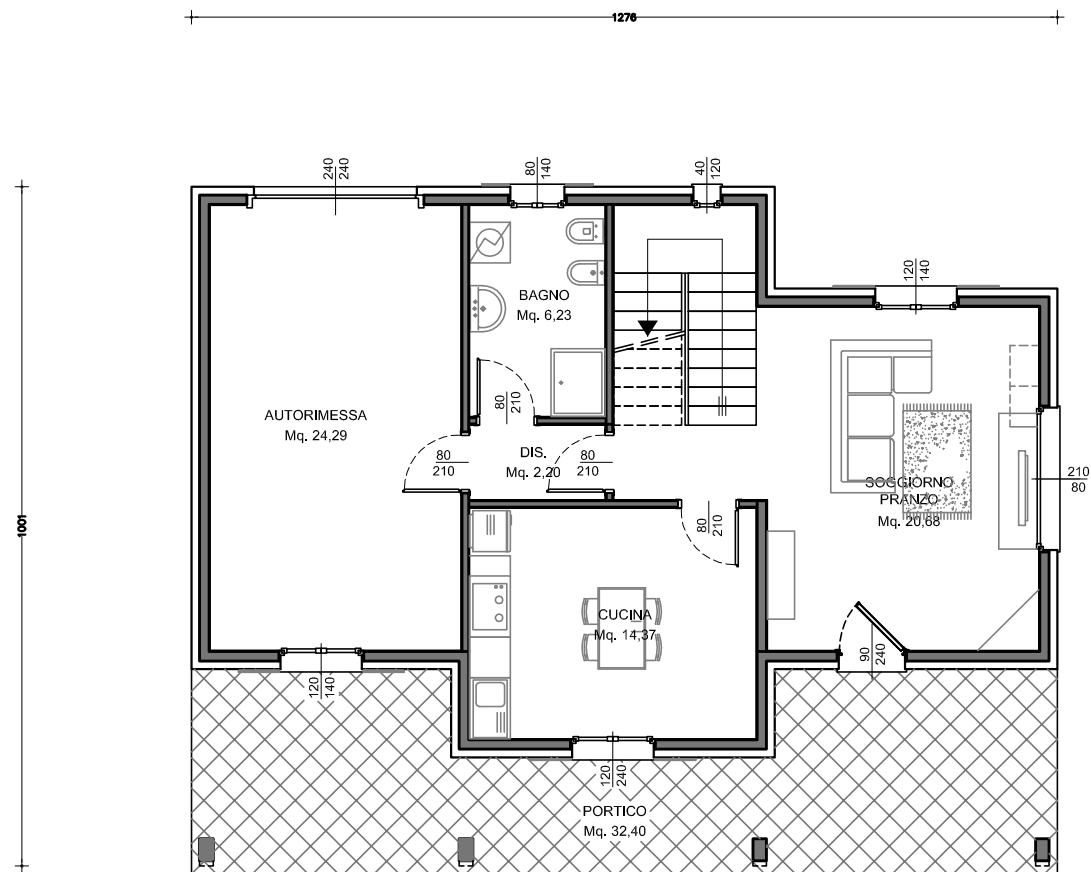 1276
240
240
80
140
40
120
120
140
BAGNO
Mq. 6,23
AUTORIMESSA
Mq. 24,29
80
210
80
210
DIS.
Mq. 2,20
80
210
SOGGIORNO
PRANZO
Mq. 20,68
210
80
80
210
1001
CUCINA
Mq. 14,37
90
240
120
140
120
240
PORTICO
Mq. 32,40